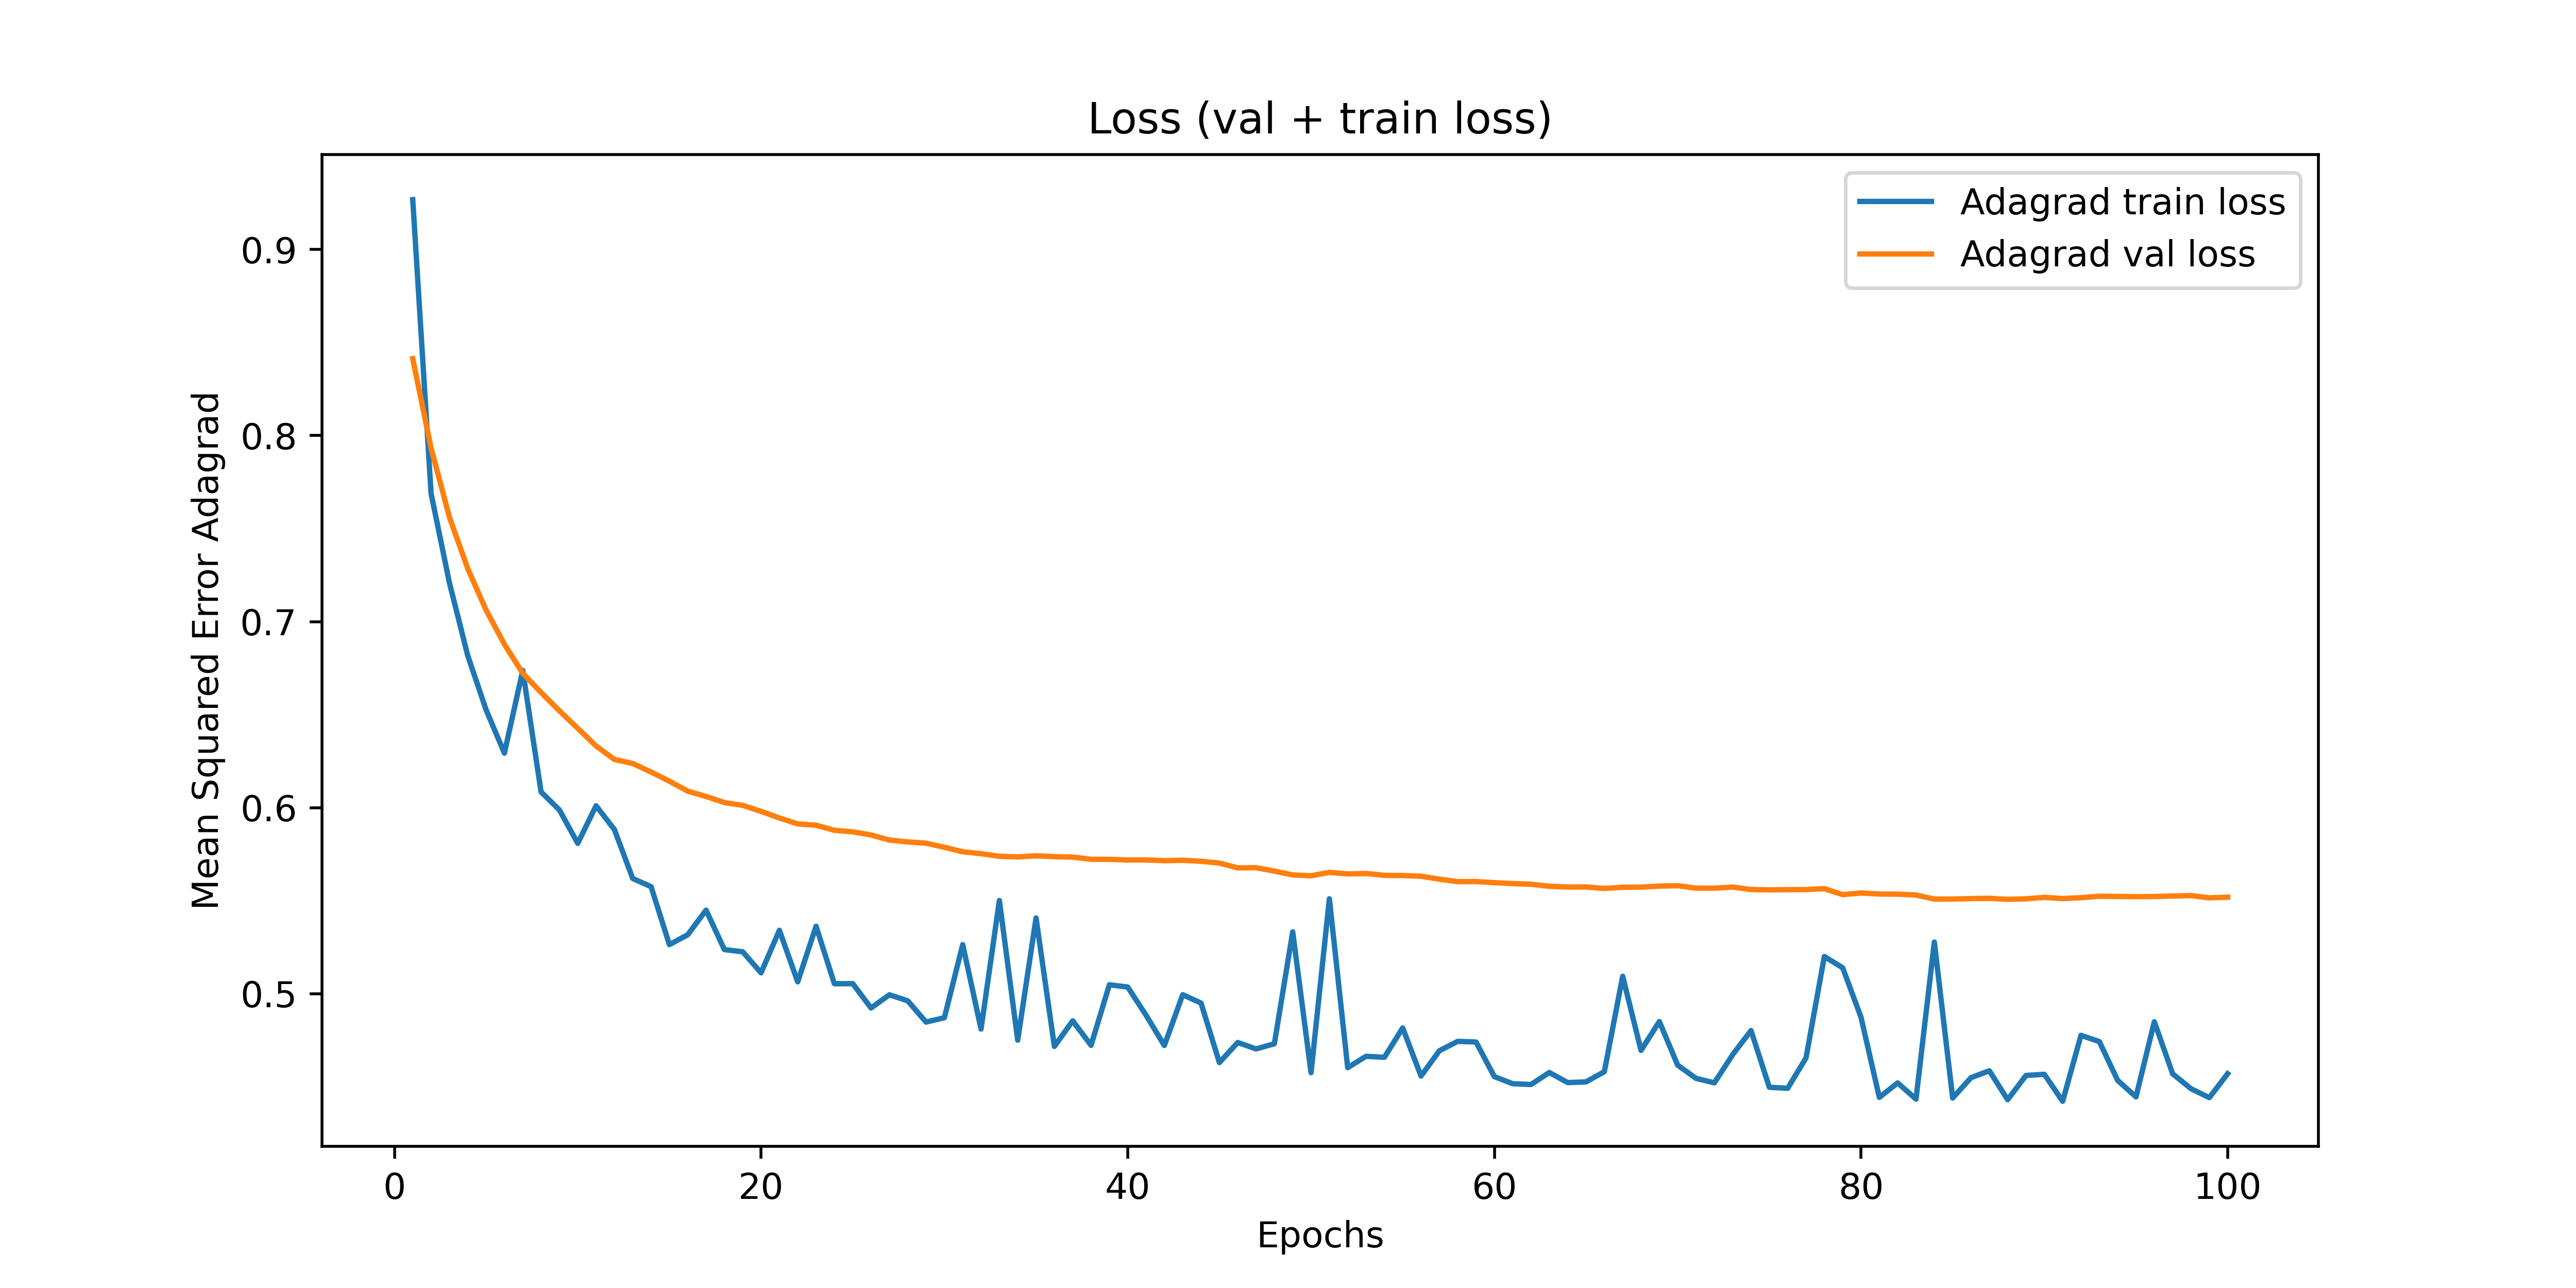 Loss (val + train loss)
Adagrad train loss
Adagrad val loss
Mean Squared Error Adagrad
0.9
0.8
0.7
0.6
0.5
0 20 40 60 80 100
Epochs